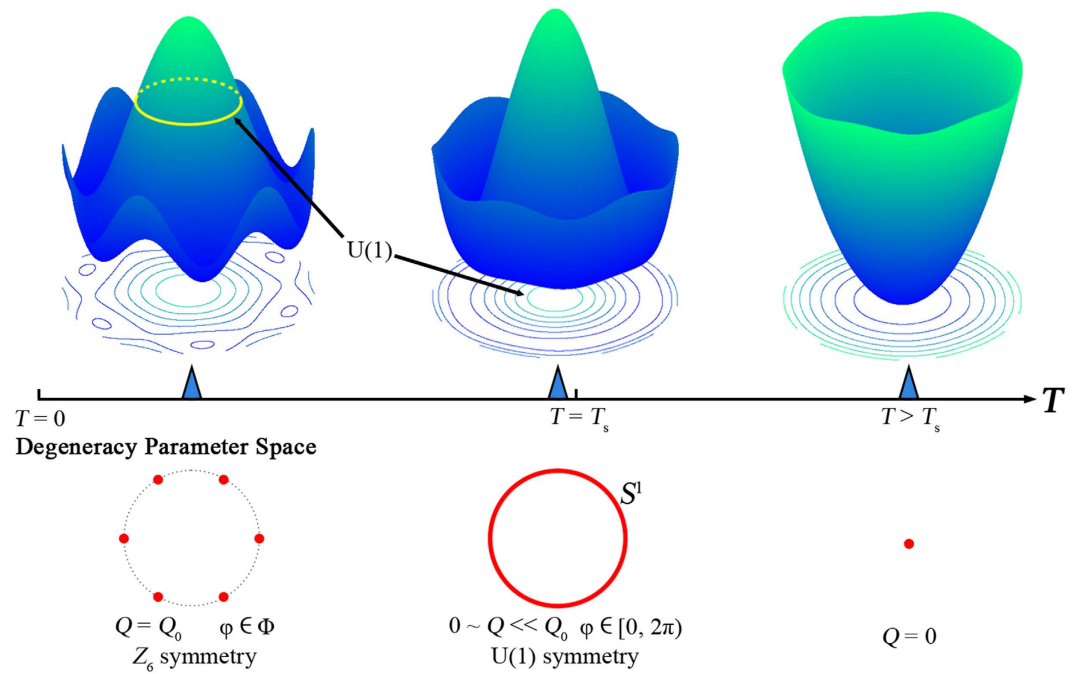 U(1)
T
T = 0
T = Tₛ
T > Tₛ
Degeneracy Parameter Space
S¹
Q = Q₀ φ ∈ Φ
0 ~ Q << Q₀ φ ∈ [0, 2π)
Q = 0
Z₆ symmetry
U(1) symmetry